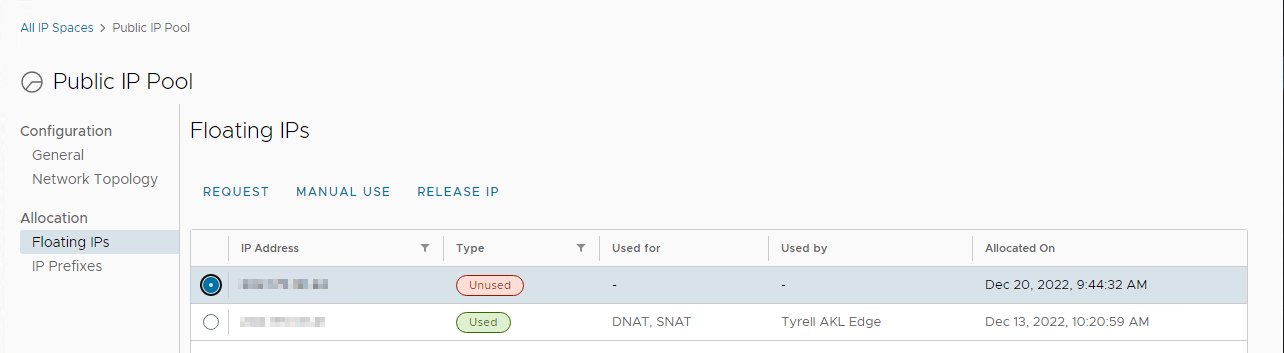 All IP Spaces > Public IP Pool
Public IP Pool
Configuration
General
Network Topology
Allocation
Floating IPs
IP Prefixes
Floating IPs
REQUEST MANUAL USE RELEASE IP
IP Address Type Used for Used by Allocated On
Unused - - Dec 20, 2022, 9:44:32 AM
Used DNAT, SNAT Tyrell AKL Edge Dec 13, 2022, 10:20:59 AM